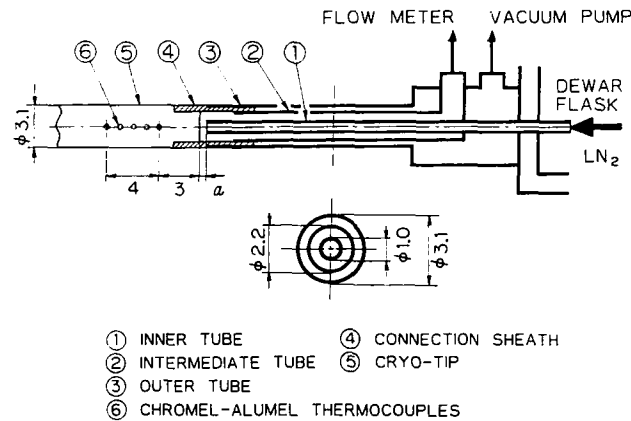 FLOW METER VACUUM PUMP
⑥ ⑤ ④ ③ ② ①
DEWAR
FLASK
LN₂
ϕ3.1
4 3 a
ϕ2.2 ϕ1.0 ϕ3.1
① INNER TUBE ④ CONNECTION SHEATH
② INTERMEDIATE TUBE ⑤ CRYO-TIP
③ OUTER TUBE
⑥ CHROMEL-ALUMEL THERMOCOUPLES